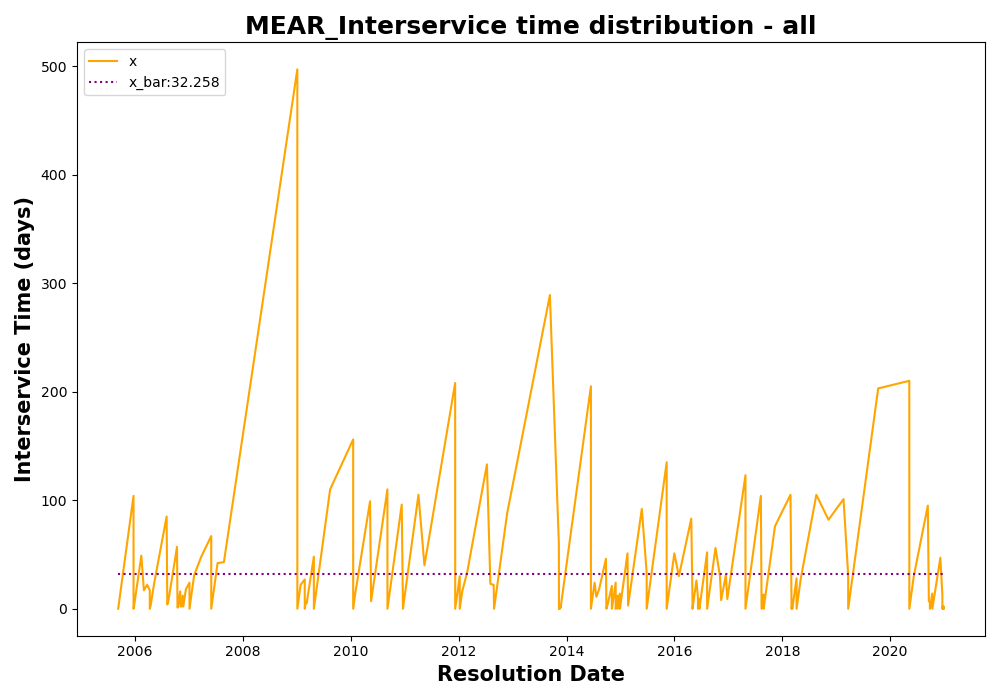 MEAR_Interservice time distribution - all
x
x_bar:32.258
Interservice Time (days)
500
400
300
200
100
0
2006 2008 2010 2012 2014 2016 2018 2020
Resolution Date